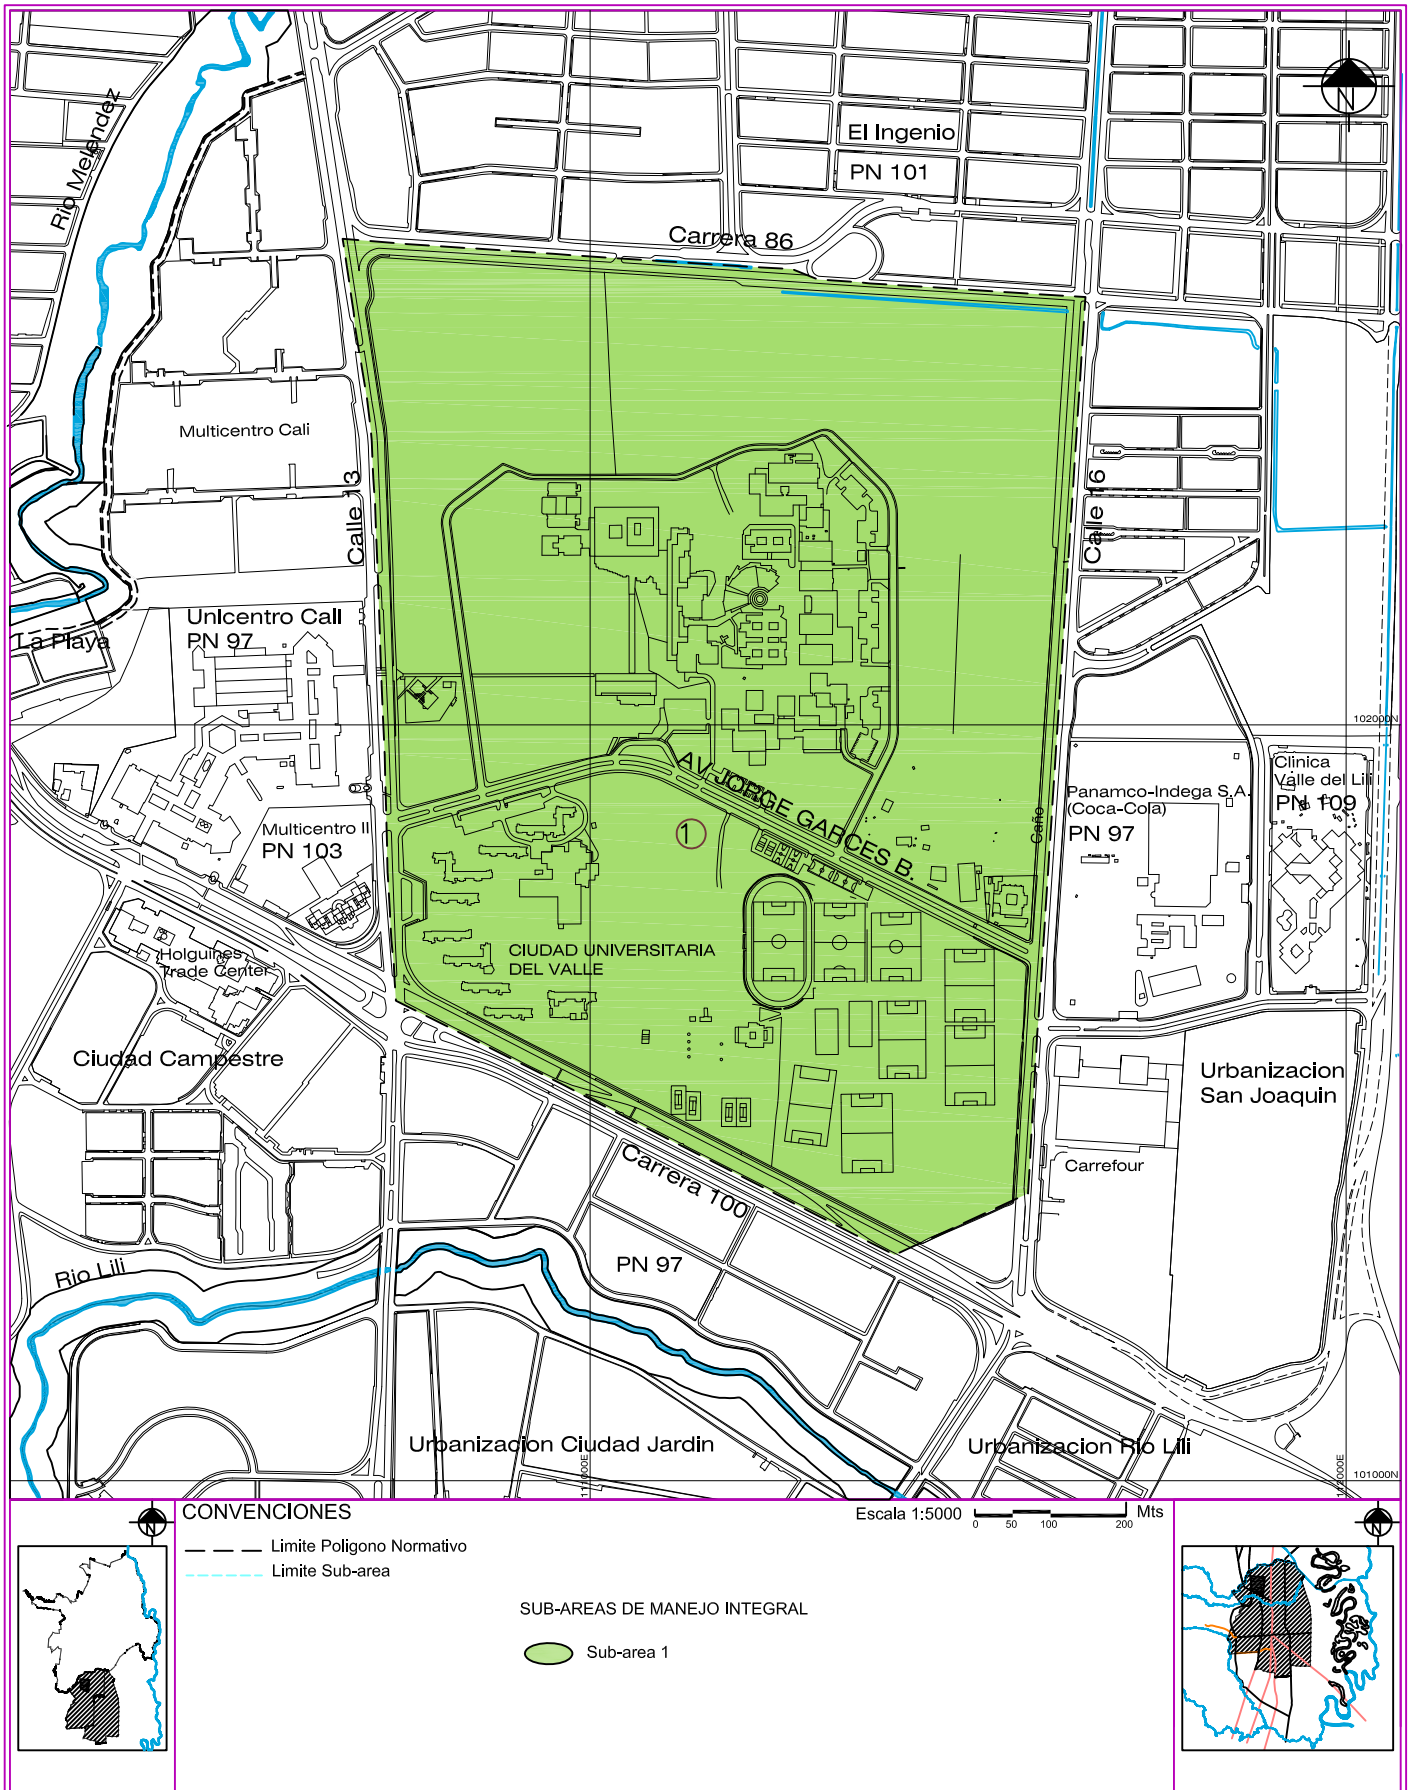 Rio Melendez
El Ingenio
PN 101
N
Carrera 86
Multicentro Cali
Calle 13
Calle 16
Unicentro Cali
PN 97
La Playa
102000N
AV JORGE GARCES B.
Clinica
Valle del Lili
PN 109
Panamco-Indega S.A.
(Coca-Cola)
PN 97
Caño
Multicentro II
PN 103
1
CIUDAD UNIVERSITARIA
DEL VALLE
Holguines
Trade Center
Ciudad Campestre
Urbanizacion
San Joaquin
Carrefour
Carrera 100
PN 97
Rio Lili
Urbanizacion Ciudad Jardin
Urbanizacion Rio Lili
111000E
112000E
101000N
N
CONVENCIONES
Limite Poligono Normativo
Limite Sub-area
Escala 1:5000
0 50 100 200 Mts
N
SUB-AREAS DE MANEJO INTEGRAL
Sub-area 1